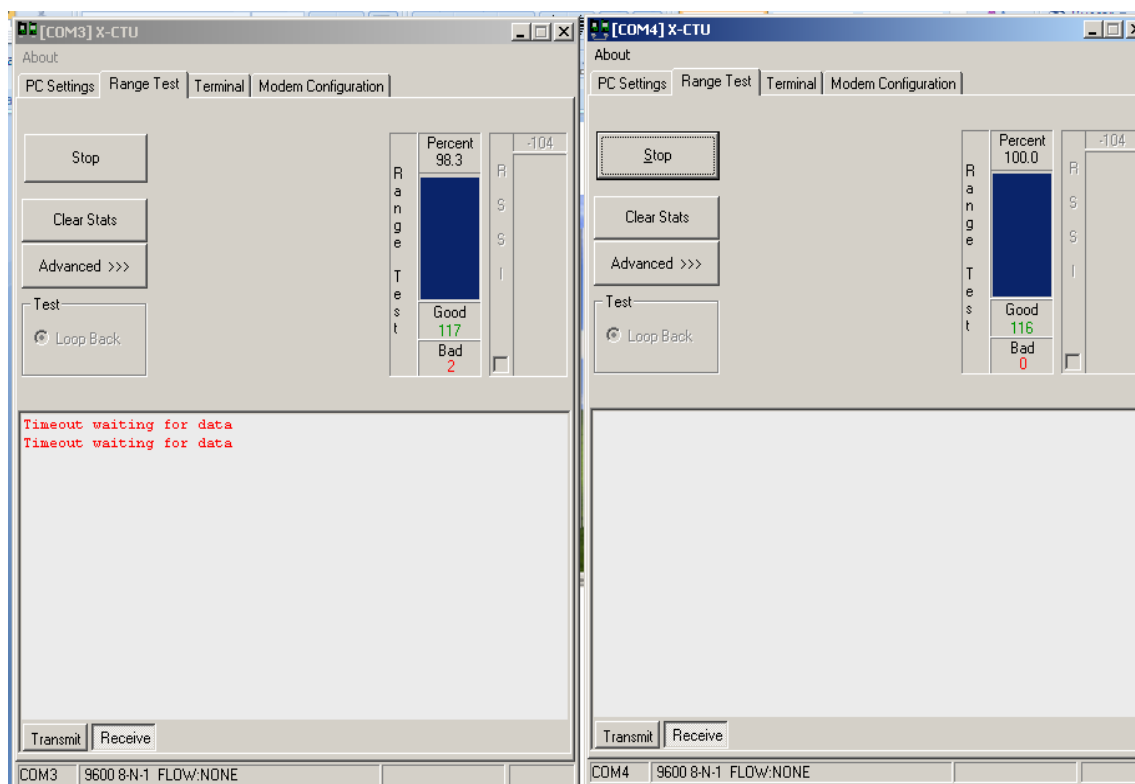 [COM3] X-CTU
About
PC Settings Range Test Terminal Modem Configuration
Stop
Clear Stats
Advanced >>>
Test
Loop Back
Range Test
Percent
98.3
Good
117
Bad
2
-104
RSSI
Timeout waiting for data
Timeout waiting for data
Transmit Receive
COM3 9600 8-N-1 FLOW:NONE
[COM4] X-CTU
About
PC Settings Range Test Terminal Modem Configuration
Stop
Clear Stats
Advanced >>>
Test
Loop Back
Range Test
Percent
100.0
Good
116
Bad
0
-104
RSSI
Transmit Receive
COM4 9600 8-N-1 FLOW:NONE